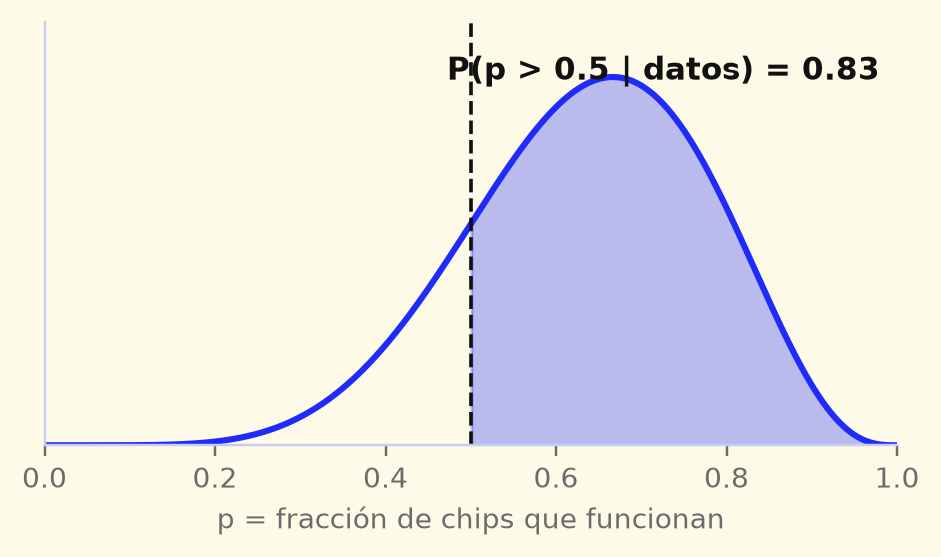 P(p > 0.5 | datos) = 0.83
0.0 0.2 0.4 0.6 0.8 1.0
p = fracción de chips que funcionan